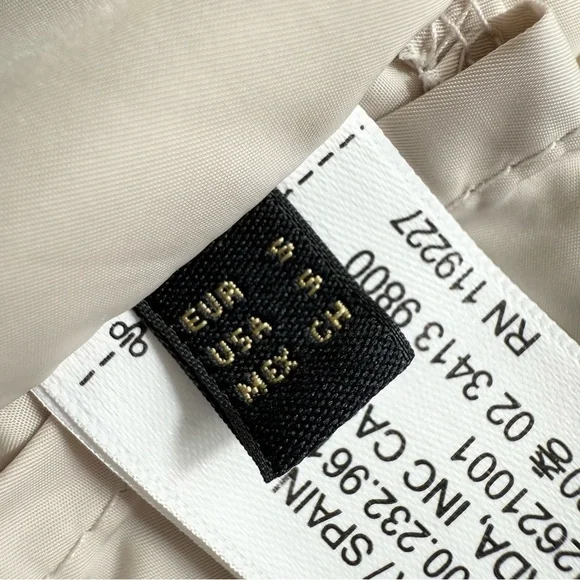 EUR S
USA S
MEX CH
RN 119227
02 3413 9800
2621001
DA, INC CA
00.232.96
/ SPAIN